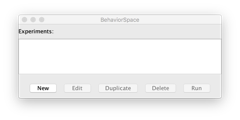 BehaviorSpace
Experiments:
New Edit Duplicate Delete Run